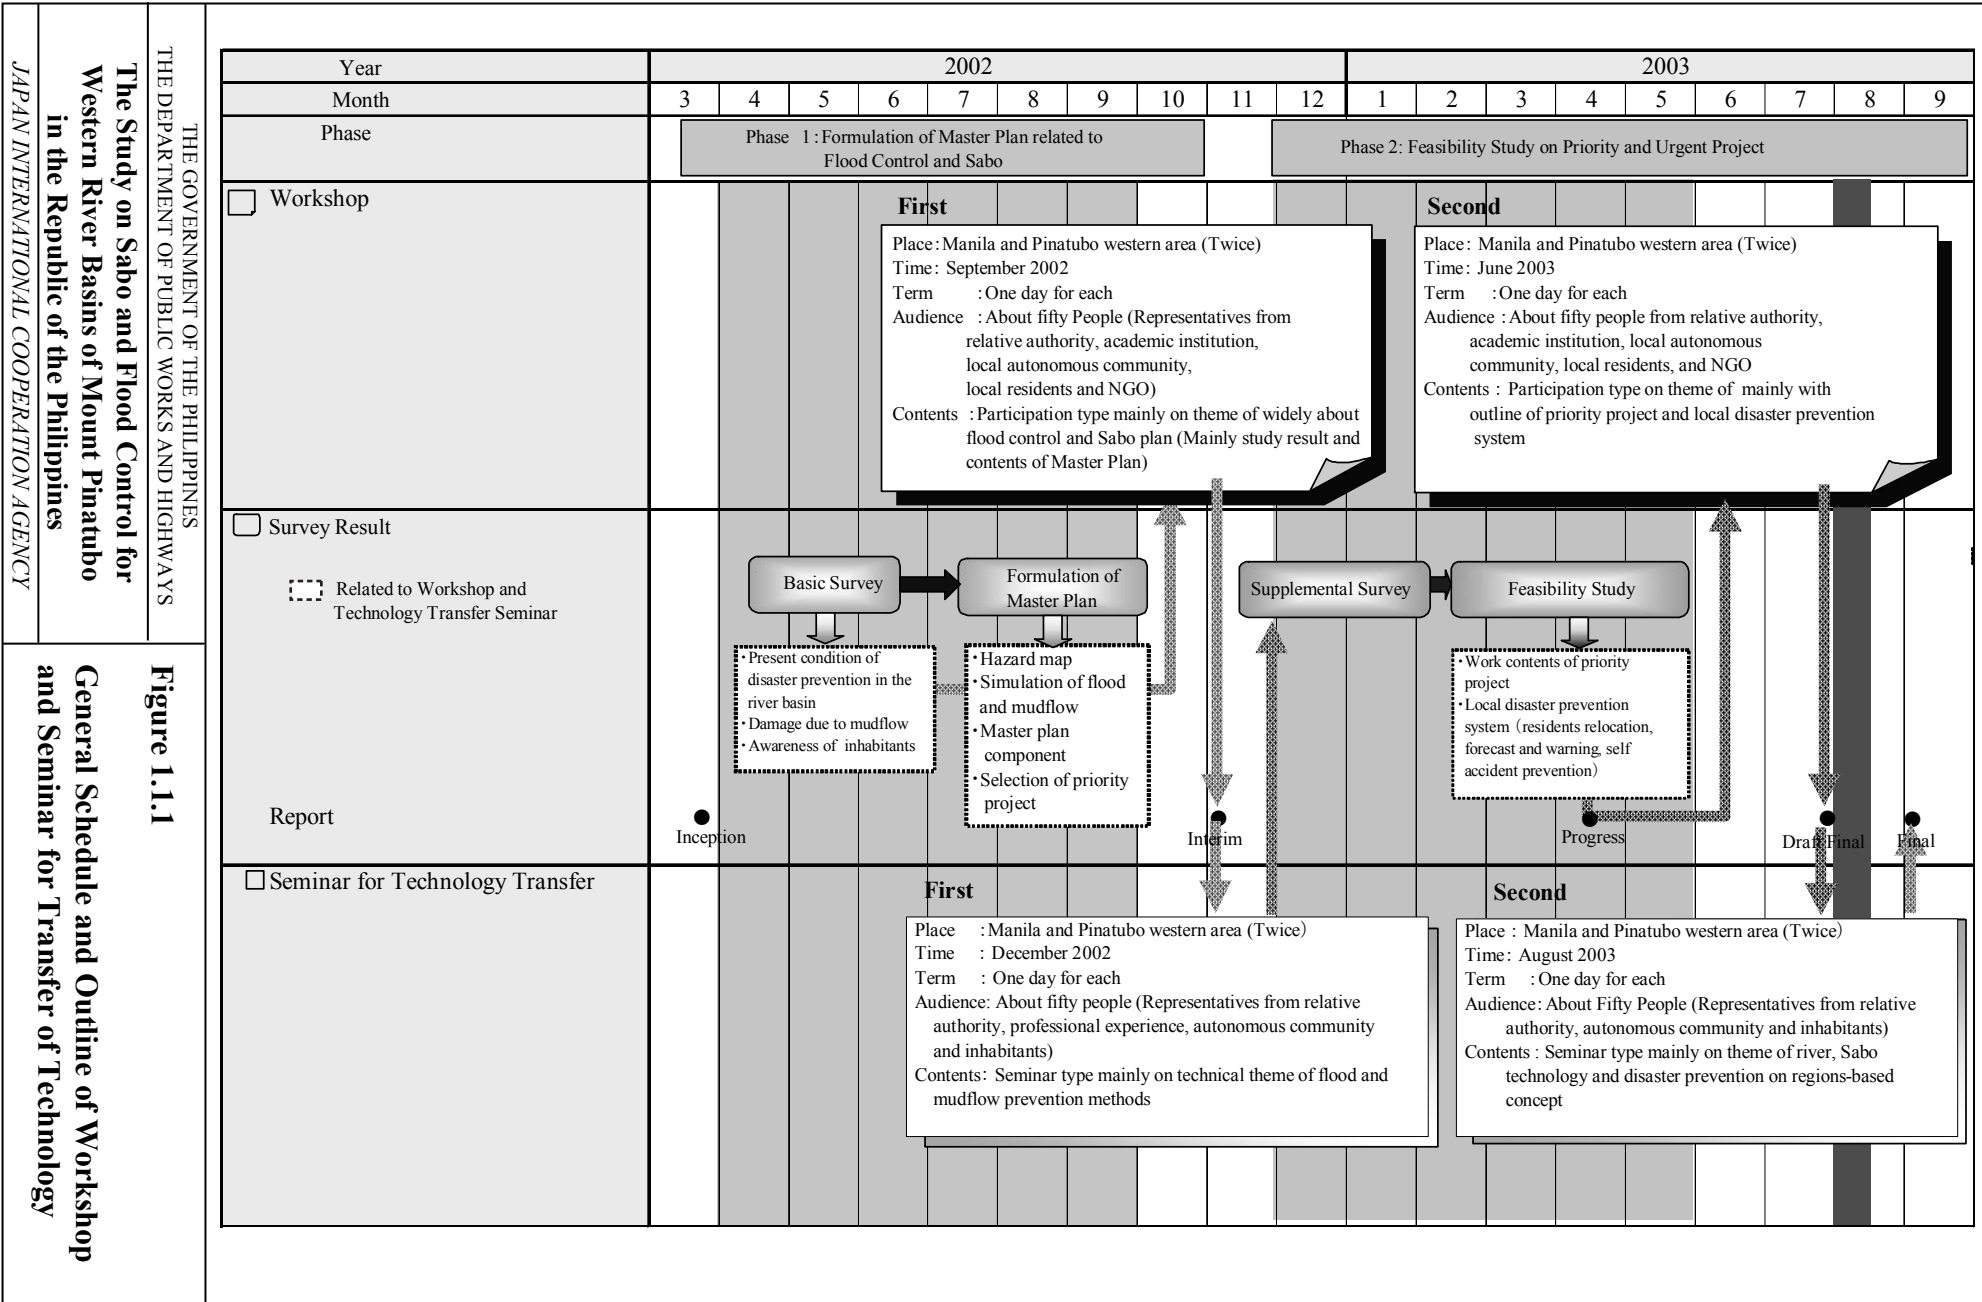 THE GOVERNMENT OF THE PHILIPPINES
THE DEPARTMENT OF PUBLIC WORKS AND HIGHWAYS
The Study on Sabo and Flood Control for
Western River Basins of Mount Pinatubo
in the Republic of the Philippines
JAPAN INTERNATIONAL COOPERATION AGENCY
Figure 1.1.1
General Schedule and Outline of Workshop
and Seminar for Transfer of Technology
Year 2002 2003
Month 3 4 5 6 7 8 9 10 11 12 1 2 3 4 5 6 7 8 9
Phase
Phase 1:Formulation of Master Plan related to
Flood Control and Sabo
Phase 2: Feasibility Study on Priority and Urgent Project
Workshop
First
Place:Manila and Pinatubo western area (Twice)
Time: September 2002
Term :One day for each
Audience :About fifty People (Representatives from
relative authority, academic institution,
local autonomous community,
local residents and NGO)
Contents :Participation type mainly on theme of widely about
flood control and Sabo plan (Mainly study result and
contents of Master Plan)
Second
Place: Manila and Pinatubo western area (Twice)
Time: June 2003
Term :One day for each
Audience :About fifty people from relative authority,
academic institution, local autonomous
community, local residents, and NGO
Contents : Participation type on theme of mainly with
outline of priority project and local disaster prevention
system
Survey Result
Related to Workshop and
Technology Transfer Seminar
Basic Survey
Formulation of
Master Plan
Supplemental Survey
Feasibility Study
・Present condition of
disaster prevention in the
river basin
・Damage due to mudflow
・Awareness of inhabitants
・Hazard map
・Simulation of flood
and mudflow
・Master plan
component
・Selection of priority
project
・Work contents of priority
project
・Local disaster prevention
system (residents relocation,
forecast and warning, self
accident prevention)
Report
Inception
Interim
Progress
Draft Final
Final
Seminar for Technology Transfer
First
Place :Manila and Pinatubo western area (Twice)
Time : December 2002
Term : One day for each
Audience: About fifty people (Representatives from relative
authority, professional experience, autonomous community
and inhabitants)
Contents: Seminar type mainly on technical theme of flood and
mudflow prevention methods
Second
Place : Manila and Pinatubo western area (Twice)
Time: August 2003
Term :One day for each
Audience: About Fifty People (Representatives from relative
authority, autonomous community and inhabitants)
Contents : Seminar type mainly on theme of river, Sabo
technology and disaster prevention on regions-based
concept